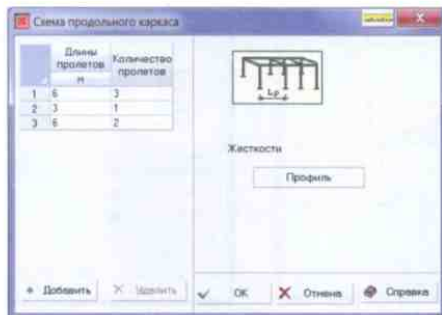 Схема продольного каркаса
Длины пролетов
Количество пролетов
м
1 6 3
2 3 1
3 6 2
Lp
Жесткости
Профиль
Добавить
Удалить
OK
Отмена
Справка